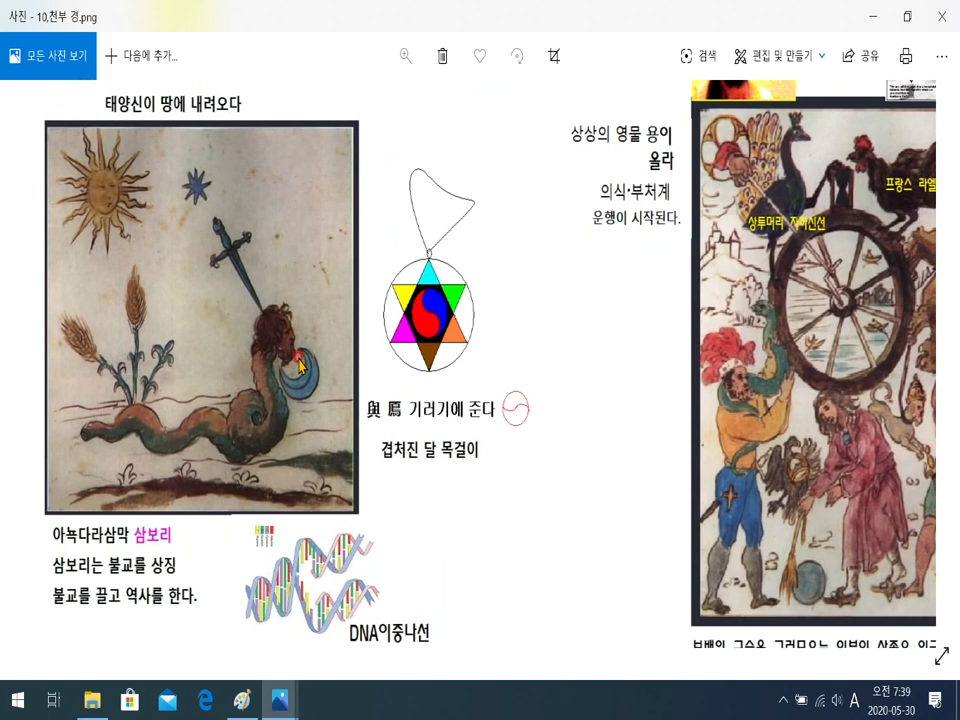 사진 - 10,천부 경.png
모든 사진 보기
다음에 추가...
검색
편집 및 만들기
공유
태양신이 땅에 내려오다
상상의 영물 용이
올라
의식·부처계
운행이 시작된다.
프랑스 라엘
상투머리 자하신선
기러기에 준다
겹처진 달 목걸이
아뇩다라삼막 삼보리
삼보리는 불교를 상징
불교를 끌고 역사를 한다.
DNA이중나선
A
오전 7:39
2020-05-30